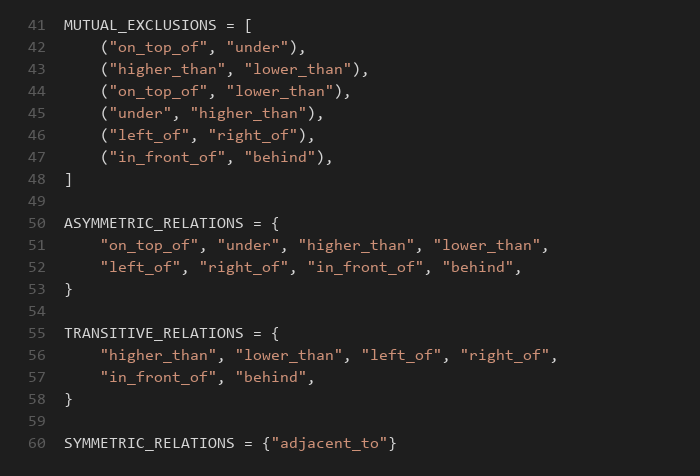 41 MUTUAL_EXCLUSIONS = [
42     ("on_top_of", "under"),
43     ("higher_than", "lower_than"),
44     ("on_top_of", "lower_than"),
45     ("under", "higher_than"),
46     ("left_of", "right_of"),
47     ("in_front_of", "behind"),
48 ]
49
50 ASYMMETRIC_RELATIONS = {
51     "on_top_of", "under", "higher_than", "lower_than",
52     "left_of", "right_of", "in_front_of", "behind",
53 }
54
55 TRANSITIVE_RELATIONS = {
56     "higher_than", "lower_than", "left_of", "right_of",
57     "in_front_of", "behind",
58 }
59
60 SYMMETRIC_RELATIONS = {"adjacent_to"}